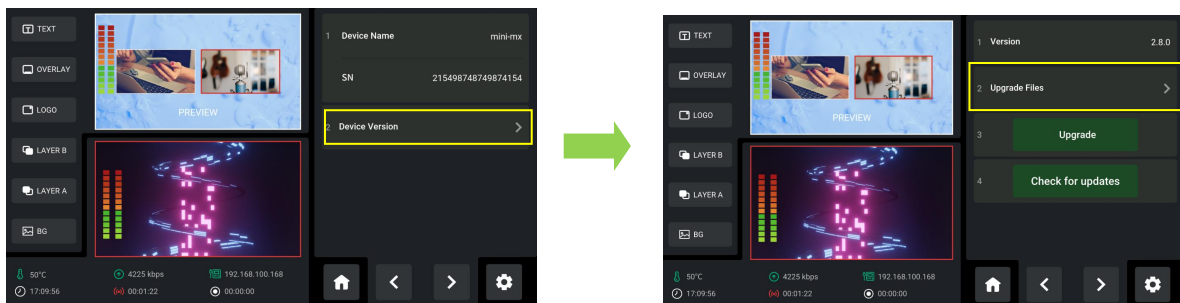 TEXT
OVERLAY
LOGO
LAYER B
LAYER A
BG
PREVIEW
50°C
4225 kbps
192.168.100.168
17:09:56
00:01:22
00:00:00
1 Device Name mini-mx
SN 215498748749874154
2 Device Version
TEXT
OVERLAY
LOGO
LAYER B
LAYER A
BG
PREVIEW
50°C
4225 kbps
192.168.100.168
17:09:56
00:01:22
00:00:00
1 Version 2.8.0
2 Upgrade Files
3 Upgrade
4 Check for updates